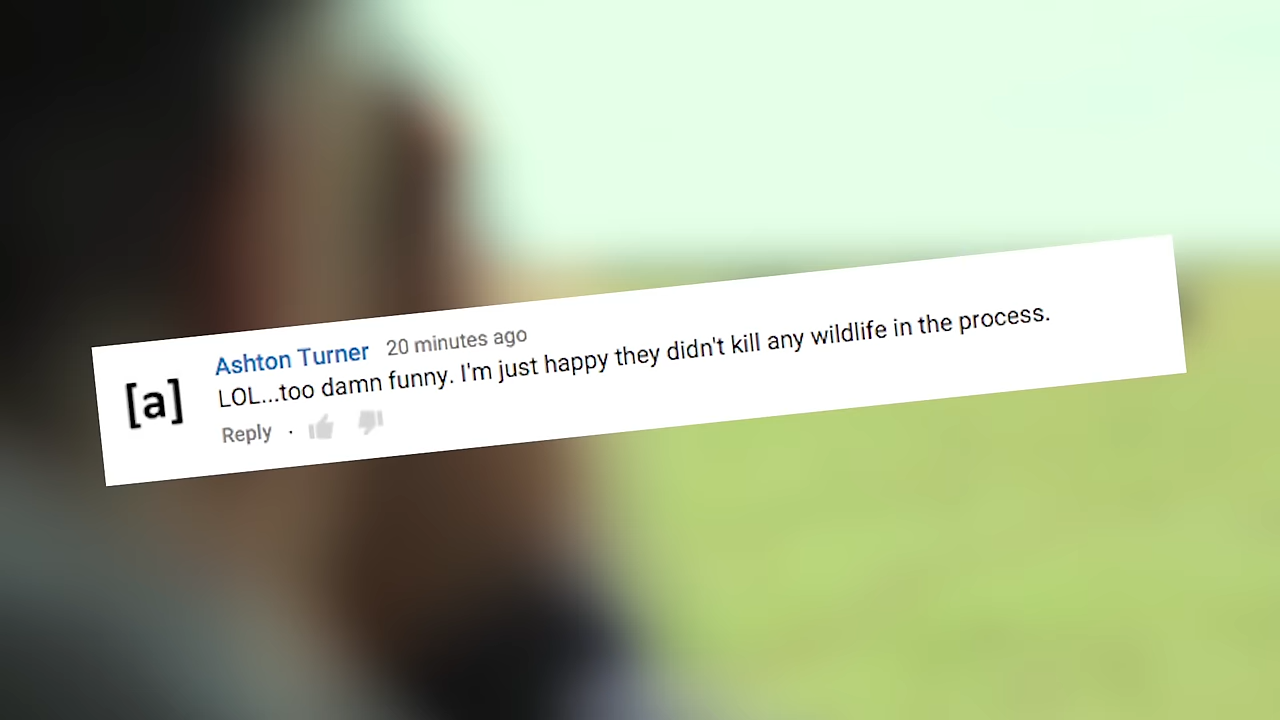 [a]
Ashton Turner 20 minutes ago
LOL...too damn funny. I'm just happy they didn't kill any wildlife in the process.
Reply ·